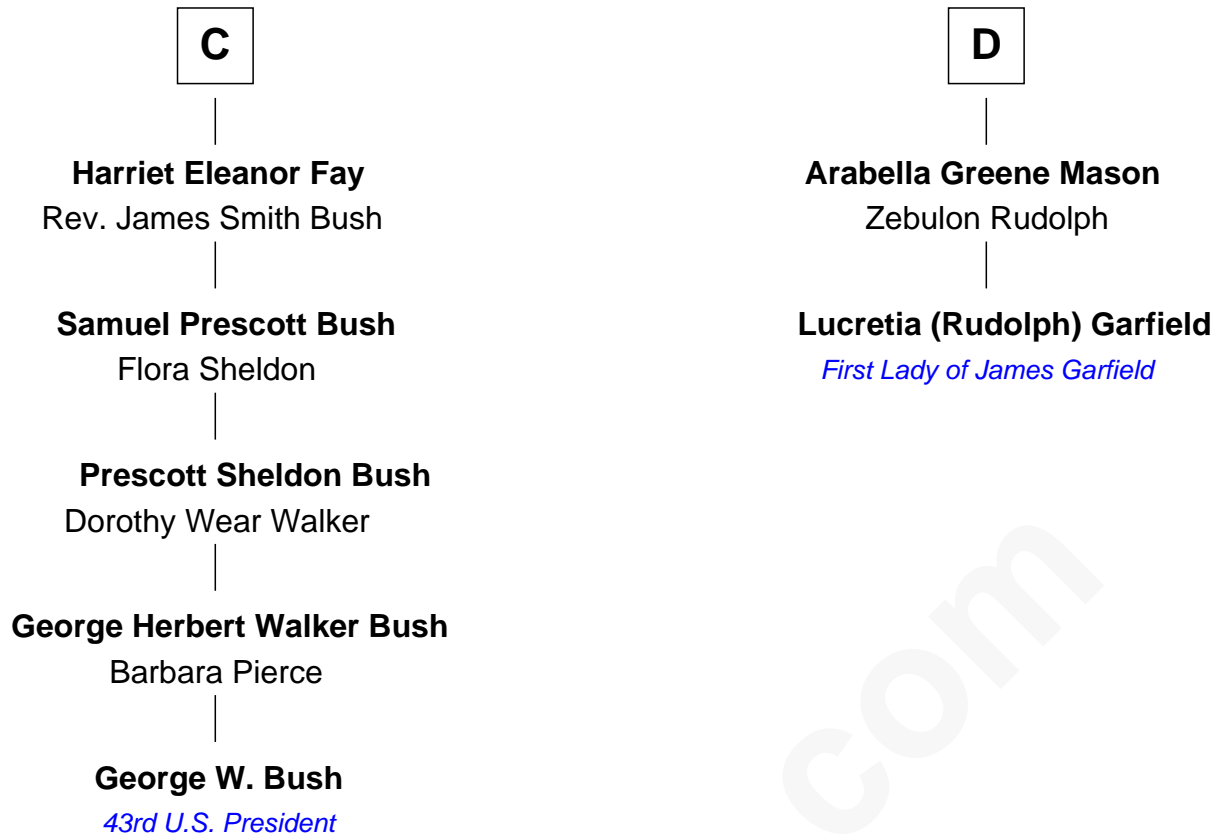 C
Harriet Eleanor Fay
Rev. James Smith Bush
Samuel Prescott Bush
Flora Sheldon
Prescott Sheldon Bush
Dorothy Wear Walker
George Herbert Walker Bush
Barbara Pierce
George W. Bush
43rd U.S. President
D
Arabella Greene Mason
Zebulon Rudolph
Lucretia (Rudolph) Garfield
First Lady of James Garfield
com